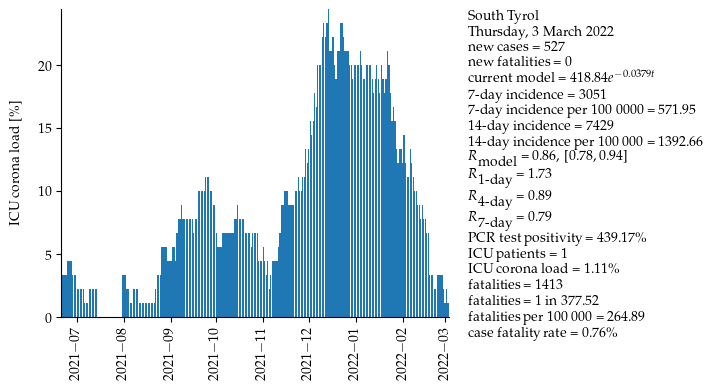 South Tyrol
Thursday, 3 March 2022
new cases = 527
new fatalities = 0
current model = 418.84e^{−0.0379t}
7-day incidence = 3051
7-day incidence per 100 0000 = 571.95
14-day incidence = 7429
14-day incidence per 100 000 = 1392.66
R_model = 0.86, [0.78, 0.94]
R_1-day = 1.73
R_4-day = 0.89
R_7-day = 0.79
PCR test positivity = 439.17%
ICU patients = 1
ICU corona load = 1.11%
fatalities = 1413
fatalities = 1 in 377.52
fatalities per 100 000 = 264.89
case fatality rate = 0.76%
ICU corona load [%]
20
15
10
5
0
2021−07
2021−08
2021−09
2021−10
2021−11
2021−12
2022−01
2022−02
2022−03